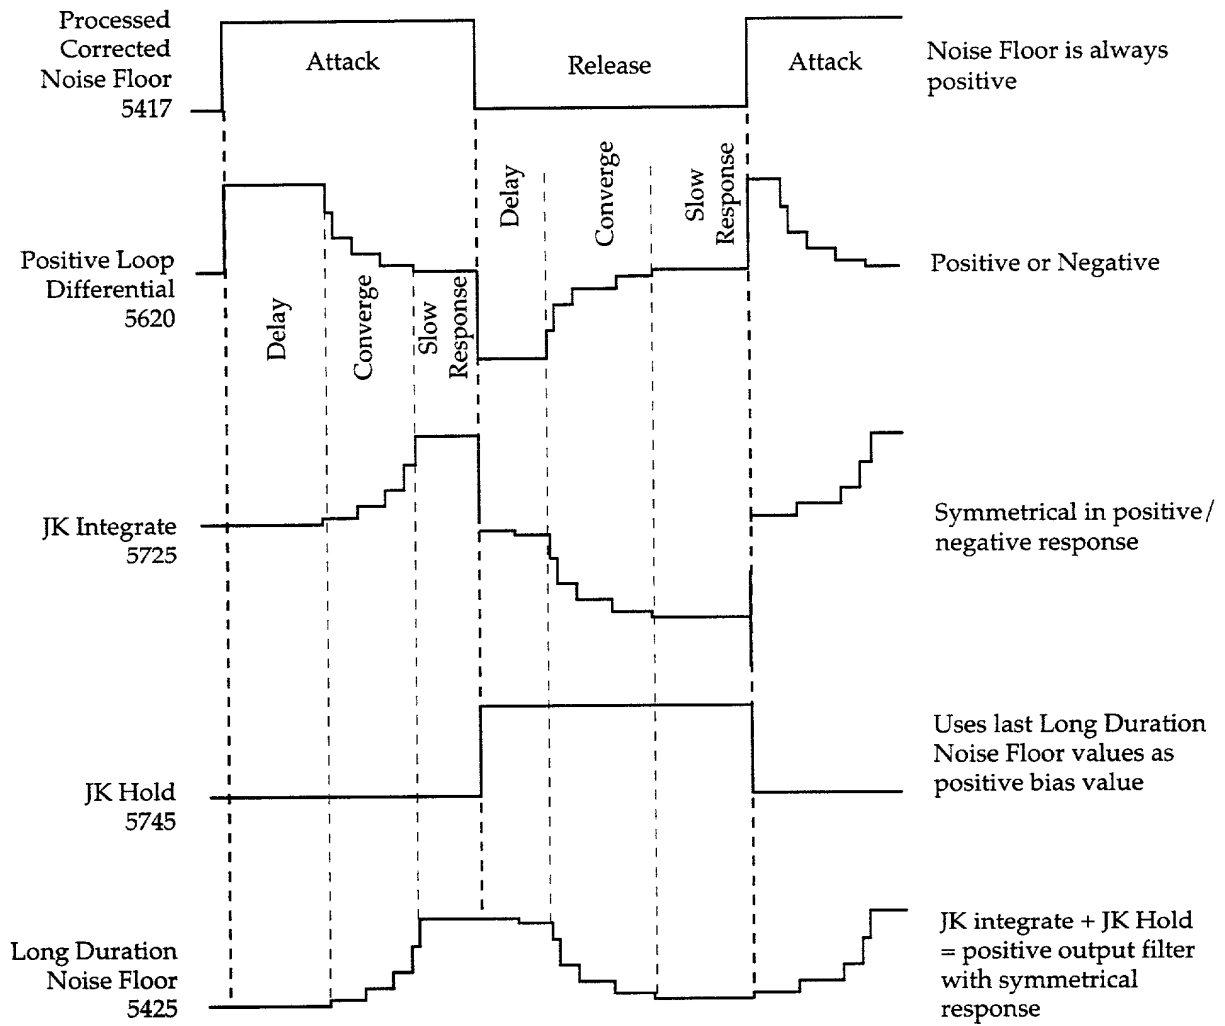 Processed
Corrected
Noise Floor
5417
Attack
Release
Attack
Noise Floor is always
positive
Delay
Converge
Slow
Response
Positive Loop
Differential
5620
Delay
Converge
Slow
Response
Positive or Negative
JK Integrate
5725
Symmetrical in positive/
negative response
JK Hold
5745
Uses last Long Duration
Noise Floor values as
positive bias value
Long Duration
Noise Floor
5425
JK integrate + JK Hold
= positive output filter
with symmetrical
response